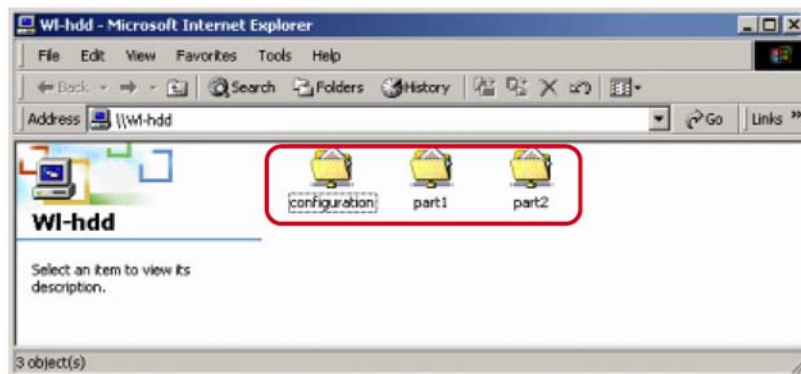 Wl-hdd - Microsoft Internet Explorer
File Edit View Favorites Tools Help
Back Search Folders History
Address \\Wl-hdd Go Links »
configuration part1 part2
Wl-hdd
Select an item to view its
description.
3 object(s)